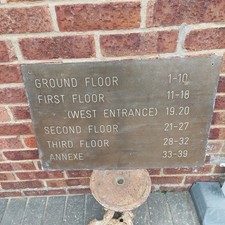 GROUND FLOOR 1-10
FIRST FLOOR 11-18
(WEST ENTRANCE) 19.20
SECOND FLOOR 21-27
THIRD FLOOR 28-32
ANNEXE 33-39